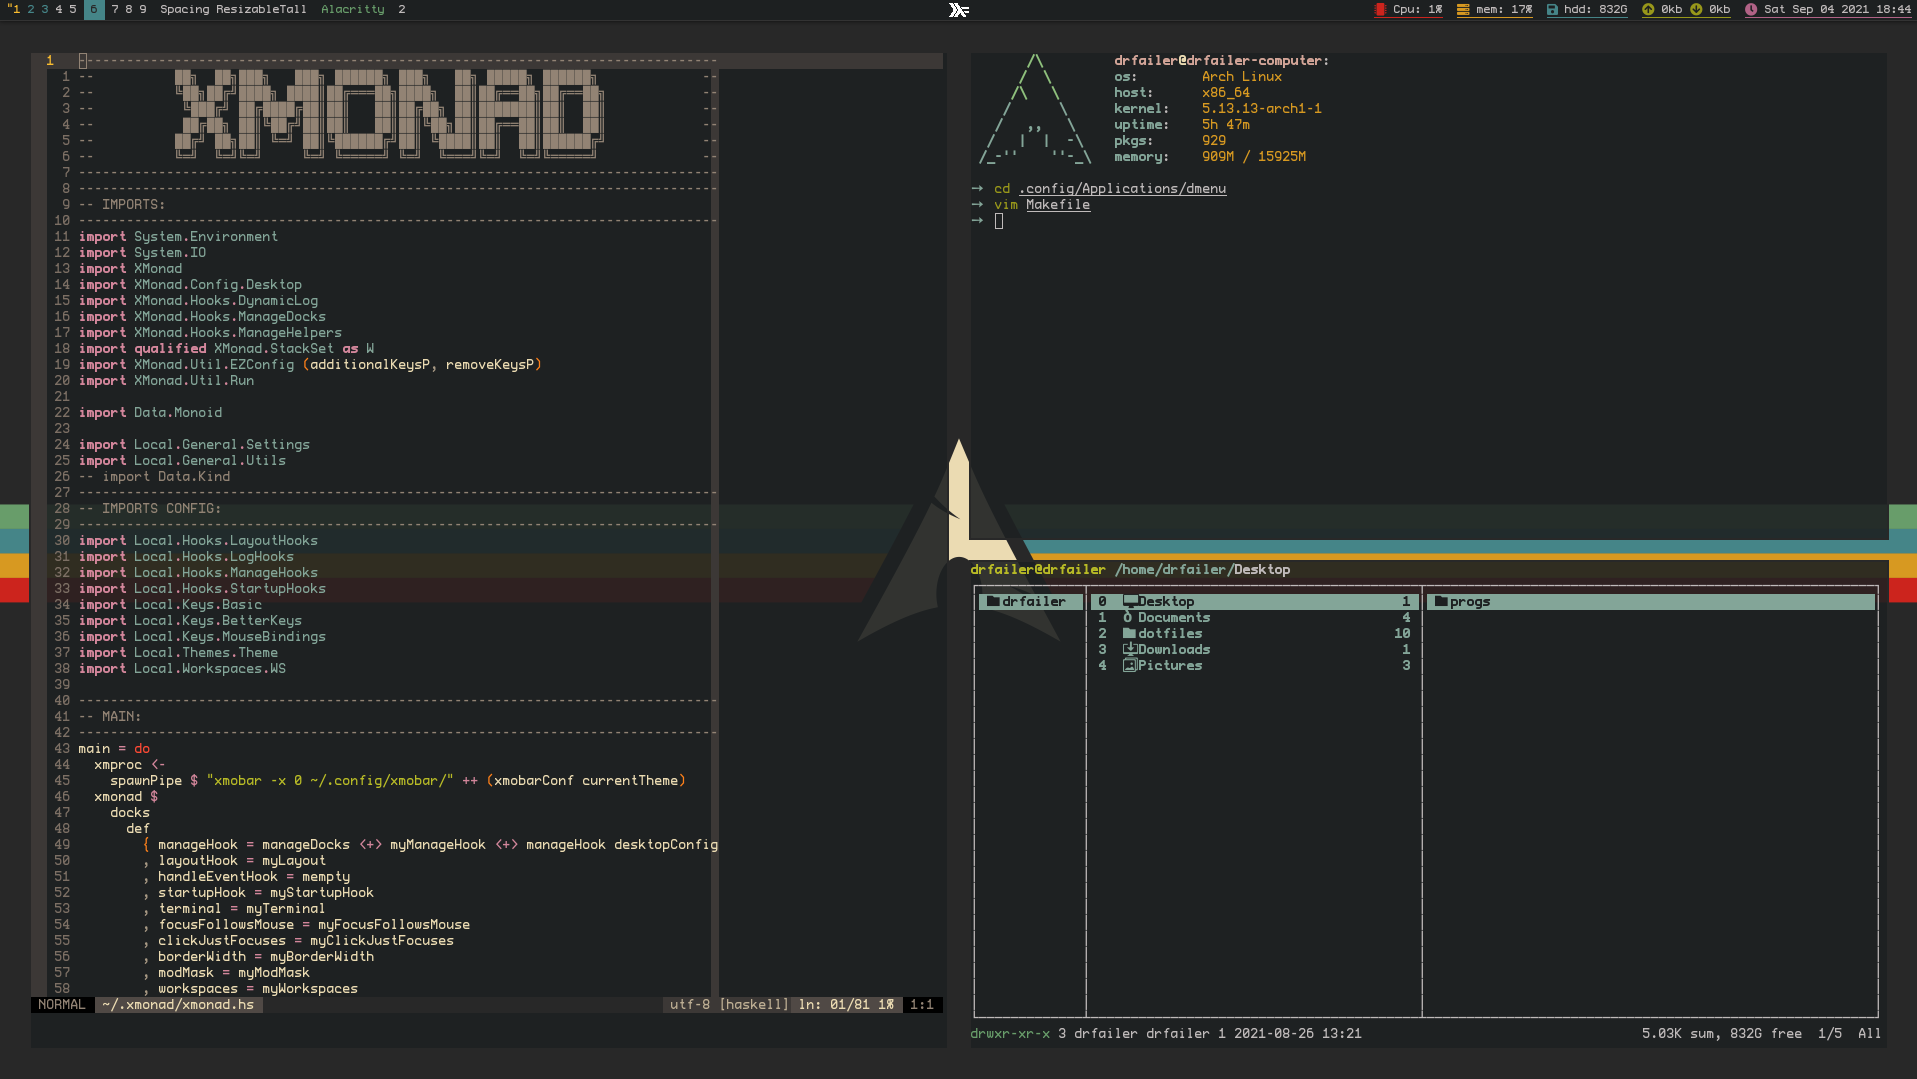 "1 2 3 4 5 6 7 8 9 Spacing ResizableTall Alacritty 2
Cpu: 1% mem: 17% hdd: 832G 0kb 0kb Sat Sep 04 2021 18:44
1 --------------------------------------------------------------------------------
1 -- XMONAD --
2 -- --
3 -- --
4 -- --
5 -- --
6 -- --
7 --------------------------------------------------------------------------------
8 --------------------------------------------------------------------------------
9 -- IMPORTS:
10 --------------------------------------------------------------------------------
11 import System.Environment
12 import System.IO
13 import XMonad
14 import XMonad.Config.Desktop
15 import XMonad.Hooks.DynamicLog
16 import XMonad.Hooks.ManageDocks
17 import XMonad.Hooks.ManageHelpers
18 import qualified XMonad.StackSet as W
19 import XMonad.Util.EZConfig (additionalKeysP, removeKeysP)
20 import XMonad.Util.Run
21
22 import Data.Monoid
23
24 import Local.General.Settings
25 import Local.General.Utils
26 -- import Data.Kind
27 --------------------------------------------------------------------------------
28 -- IMPORTS CONFIG:
29 --------------------------------------------------------------------------------
30 import Local.Hooks.LayoutHooks
31 import Local.Hooks.LogHooks
32 import Local.Hooks.ManageHooks
33 import Local.Hooks.StartupHooks
34 import Local.Keys.Basic
35 import Local.Keys.BetterKeys
36 import Local.Keys.MouseBindings
37 import Local.Themes.Theme
38 import Local.Workspaces.WS
39
40 --------------------------------------------------------------------------------
41 -- MAIN:
42 --------------------------------------------------------------------------------
43 main = do
44 xmproc <-
45 spawnPipe $ "xmobar -x 0 ~/.config/xmobar/" ++ (xmobarConf currentTheme)
46 xmonad $
47 docks
48 def
49 { manageHook = manageDocks <+> myManageHook <+> manageHook desktopConfig
50 , layoutHook = myLayout
51 , handleEventHook = mempty
52 , startupHook = myStartupHook
53 , terminal = myTerminal
54 , focusFollowsMouse = myFocusFollowsMouse
55 , clickJustFocuses = myClickJustFocuses
56 , borderWidth = myBorderWidth
57 , modMask = myModMask
58 , workspaces = myWorkspaces
NORMAL ~/.xmonad/xmonad.hs utf-8 [haskell] ln: 01/81 1% 1:1
drfailer@drfailer-computer:
os: Arch Linux
host: x86_64
kernel: 5.13.13-arch1-1
uptime: 5h 47m
pkgs: 929
memory: 909M / 15925M
→ cd .config/Applications/dmenu
→ vim Makefile
→
drfailer@drfailer /home/drfailer/Desktop
drfailer 0 Desktop 1 progs
1 Documents 4
2 dotfiles 10
3 Downloads 1
4 Pictures 3
drwxr-xr-x 3 drfailer drfailer 1 2021-08-26 13:21 5.03K sum, 832G free 1/5 All